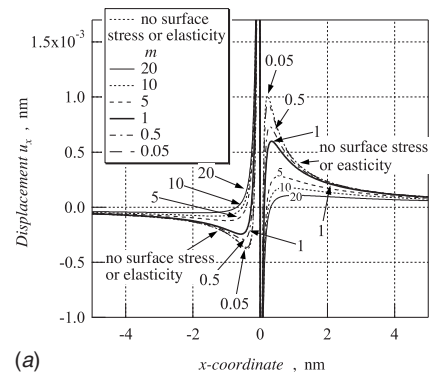 no surface
stress or elasticity
m
20
10
5
1
0.5
0.05
1.5x10⁻³
1.0
0.5
0.0
-0.5
-1.0
Displacement uₓ , nm
0.05
0.5
1
no surface stress
or elasticity
20
10
5
5
10
20
1
1
no surface stress
or elasticity
0.5
0.05
-4
-2
0
2
4
x-coordinate , nm
(a)